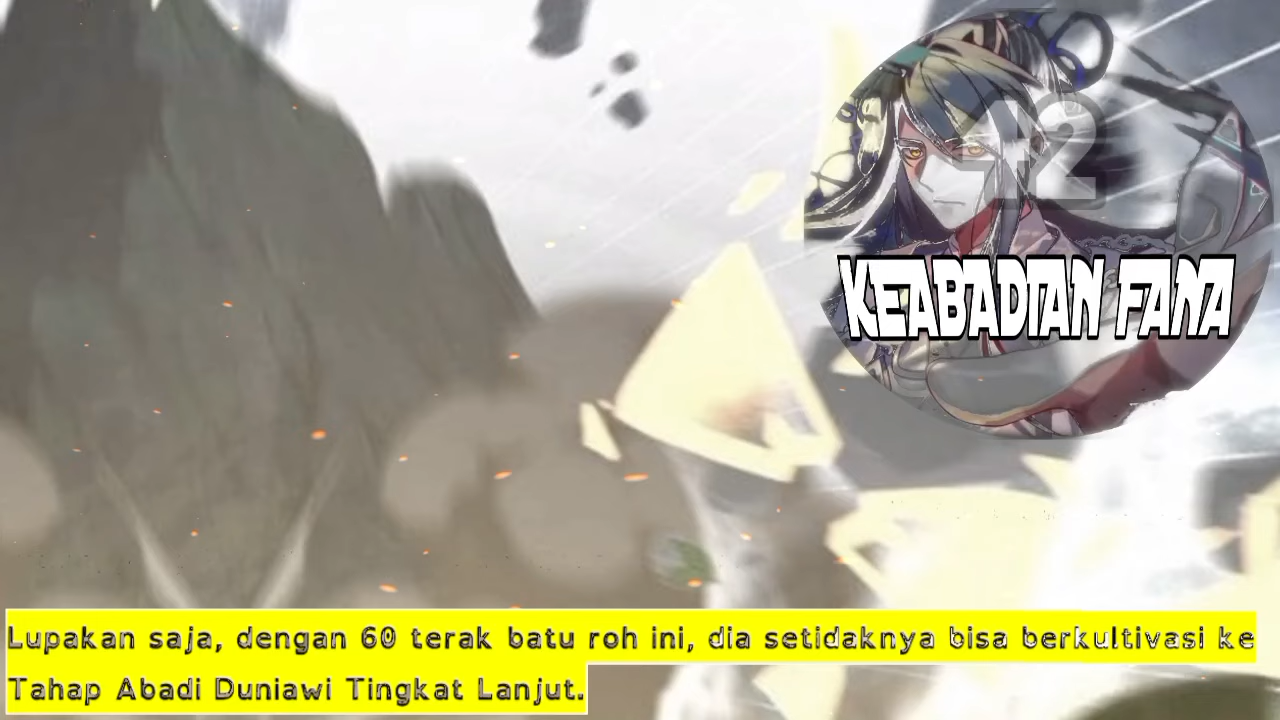 42
KEABADIAN FANA
Lupakan saja, dengan 60 terak batu roh ini, dia setidaknya bisa berkultivasi ke
Tahap Abadi Duniawi Tingkat Lanjut.